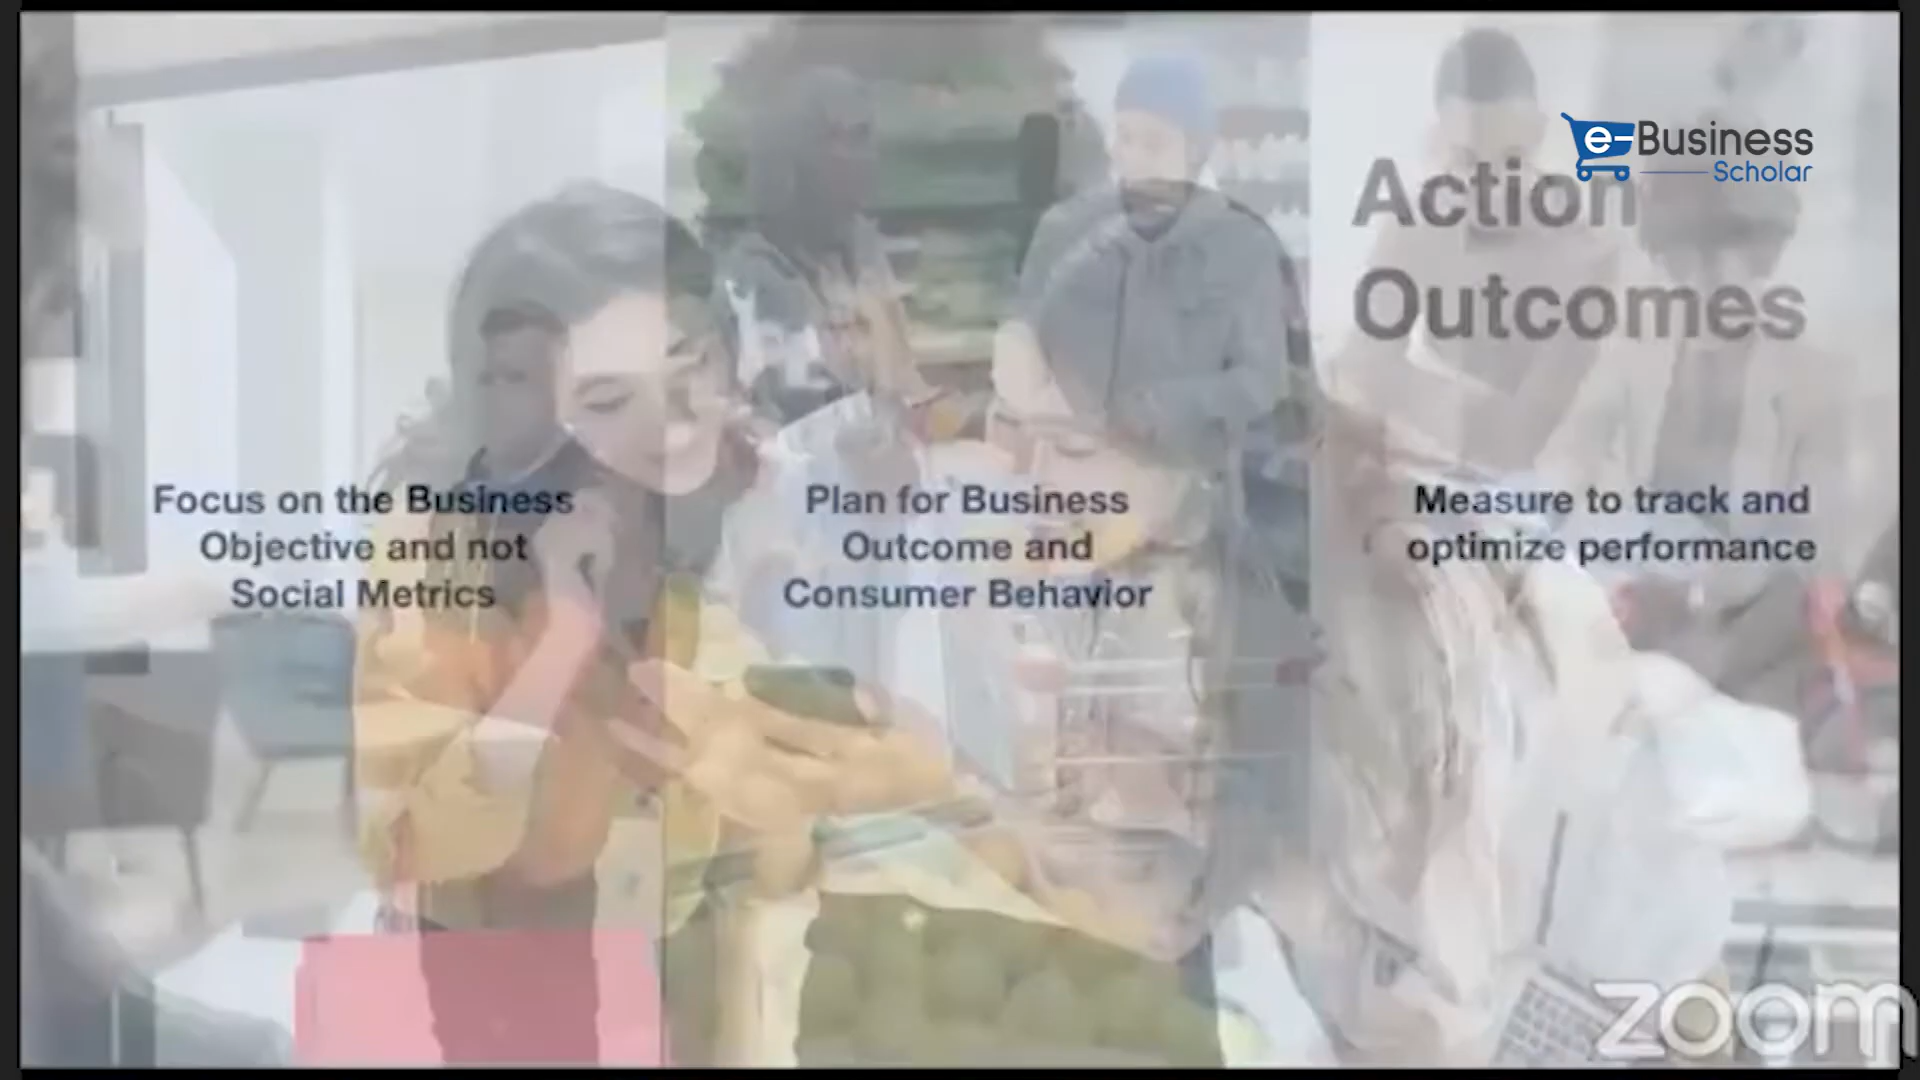 e-Business
Scholar
Action
Outcomes
Focus on the Business
Objective and not
Social Metrics
Plan for Business
Outcome and
Consumer Behavior
Measure to track and
optimize performance
zoom